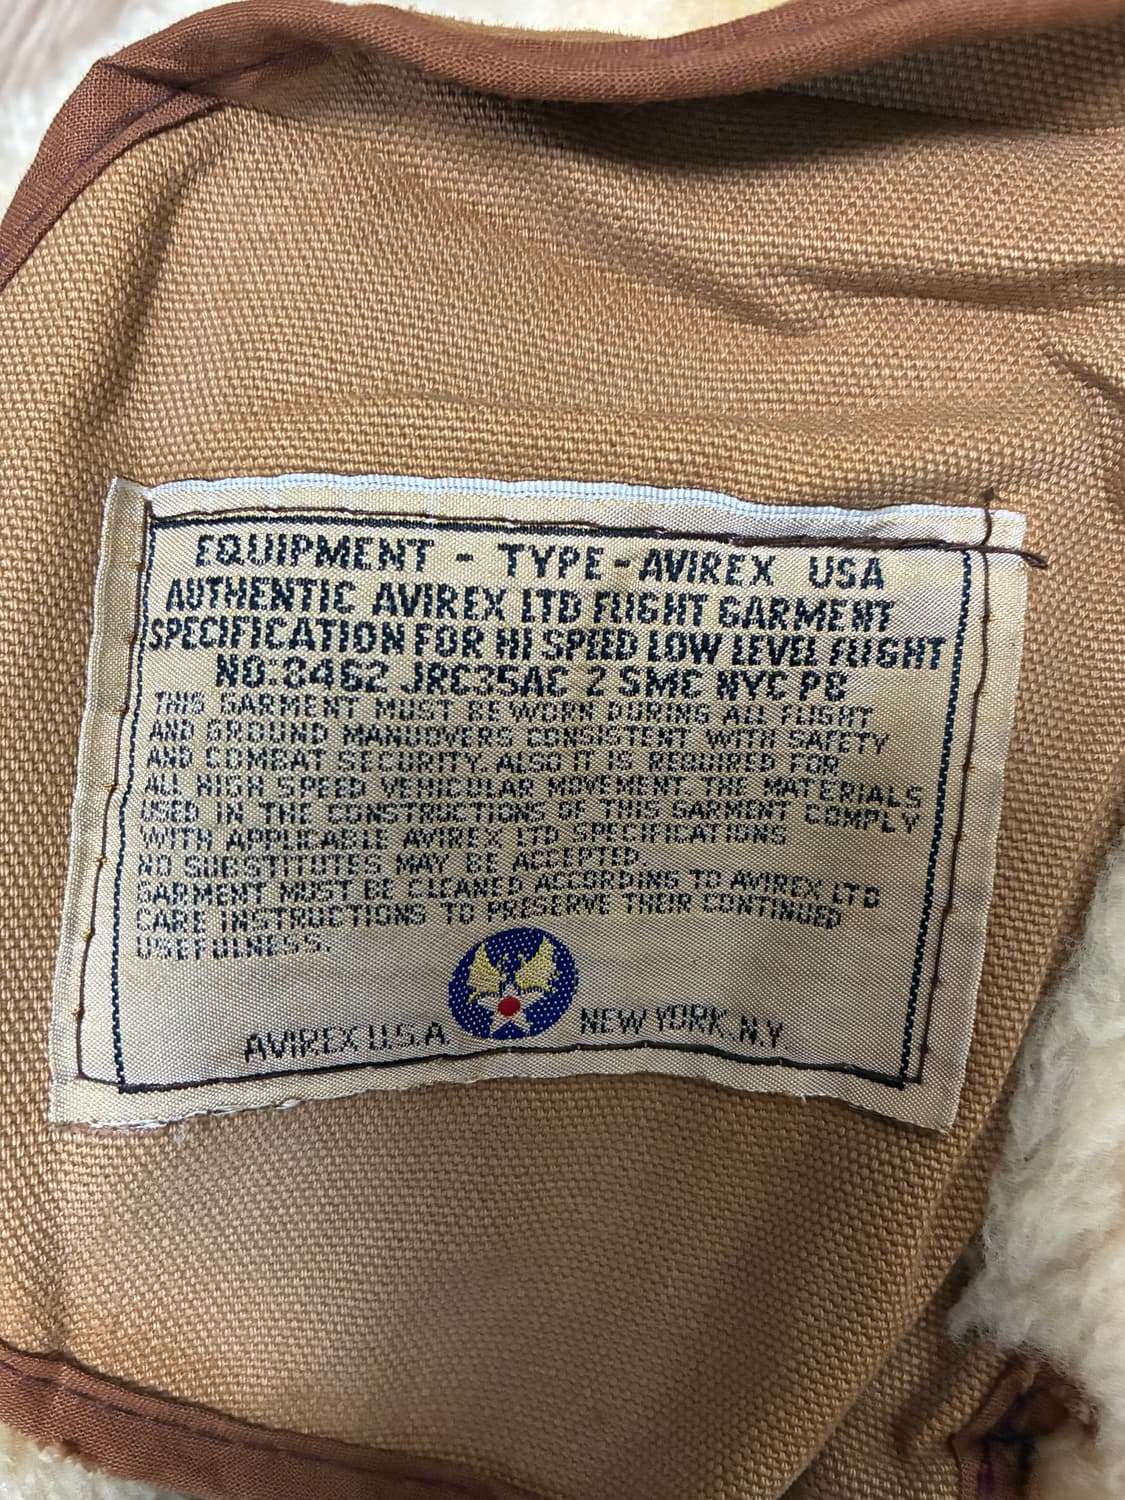 EQUIPMENT - TYPE - AVIREX USA
AUTHENTIC AVIREX LTD FLIGHT GARMENT
SPECIFICATION FOR HI SPEED LOW LEVEL FLIGHT
NO:8462 JRC35AC 2 SME NYC P8
THIS GARMENT MUST BE WORN DURING ALL FLIGHT
AND GROUND MANUOVERS CONSISTENT WITH SAFETY
AND COMBAT SECURITY. ALSO IT IS REQUIRED FOR
ALL HIGH SPEED VEHICULAR MOVEMENT. THE MATERIALS
USED IN THE CONSTRUCTIONS OF THIS GARMENT COMPLY
WITH APPLICABLE AVIREX LTD SPECIFICATIONS
NO SUBSTITUTES MAY BE ACCEPTED.
GARMENT MUST BE CLEANED ACCORDING TO AVIREX LTD
CARE INSTRUCTIONS TO PRESERVE THEIR CONTINUED
USEFULNESS.
AVIREX U.S.A NEW YORK, N.Y